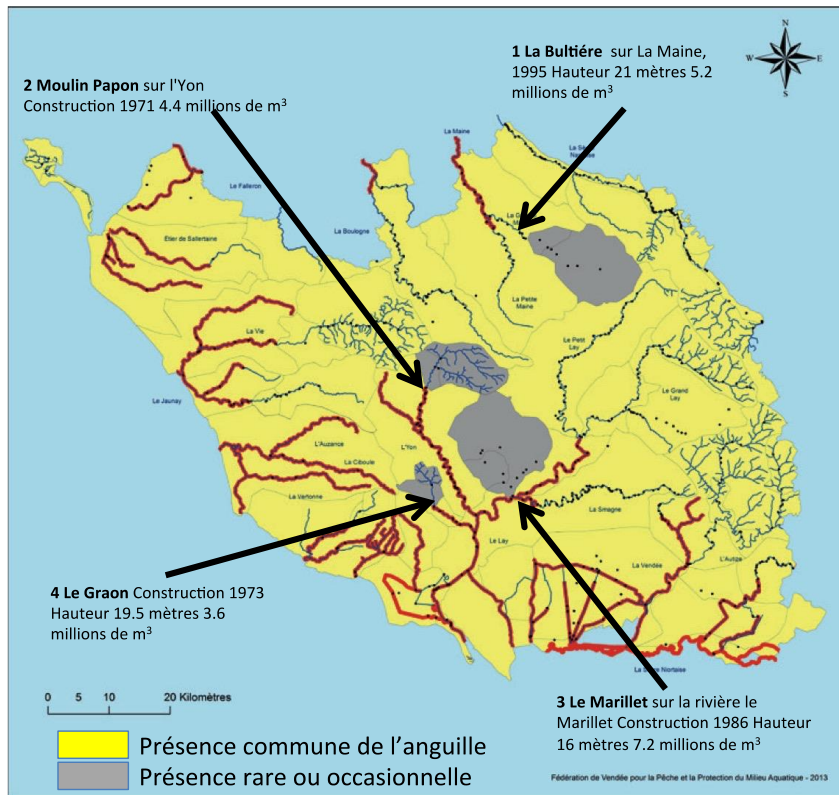 N
W
E
S
1 La Bultiére sur La Maine,
1995 Hauteur 21 mètres 5.2
millions de m³
2 Moulin Papon sur l'Yon
Construction 1971 4.4 millions de m³
La Maine
Le Falleron
La Boulogne
Etier de Sallertaine
La Petite
Maine
La Vie
Le Petit
Lay
Le Jaunay
Le Grand
Lay
L'Auzance
L'Yon
La Ciboule
La Vertonne
La Smagne
Le Lay
La Vendée
L'Autize
4 Le Graon Construction 1973
Hauteur 19.5 mètres 3.6
millions de m³
La Sèvre Niortaise
0 5 10 20 Kilomètres
3 Le Marillet sur la rivière le
Marillet Construction 1986 Hauteur
16 mètres 7.2 millions de m³
Présence commune de l'anguille
Présence rare ou occasionnelle
Fédération de Vendée pour la Pêche et la Protection du Milieu Aquatique - 2013